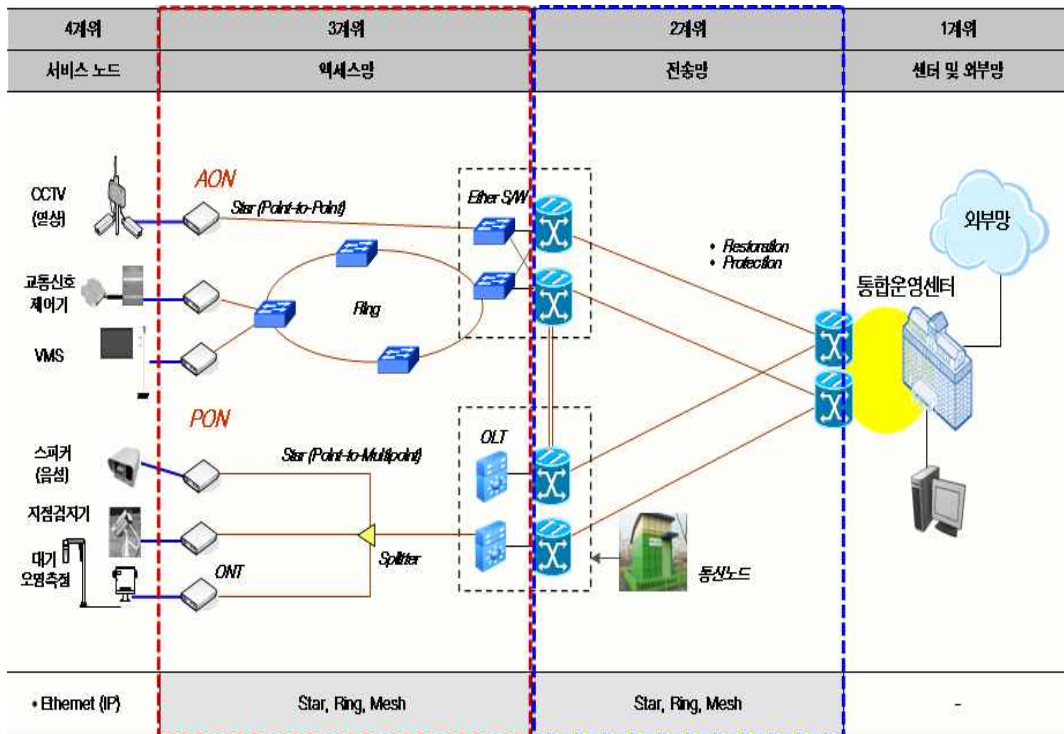 4계위
3계위
2계위
1계위
서비스 노드
액세스망
전송망
센터 및 외부망
CCTV
(영상)
AON
Star (Point-to-Point)
Ether S/W
• Restoration
• Protection
외부망
교통신호
제어기
Ring
통합운영센터
VMS
PON
스피커
(음성)
Star (Point-to-Multipoint)
OLT
지점검지기
대기
오염측정
ONT
Splitter
통신노드
• Ethernet (IP)
Star, Ring, Mesh
Star, Ring, Mesh
-